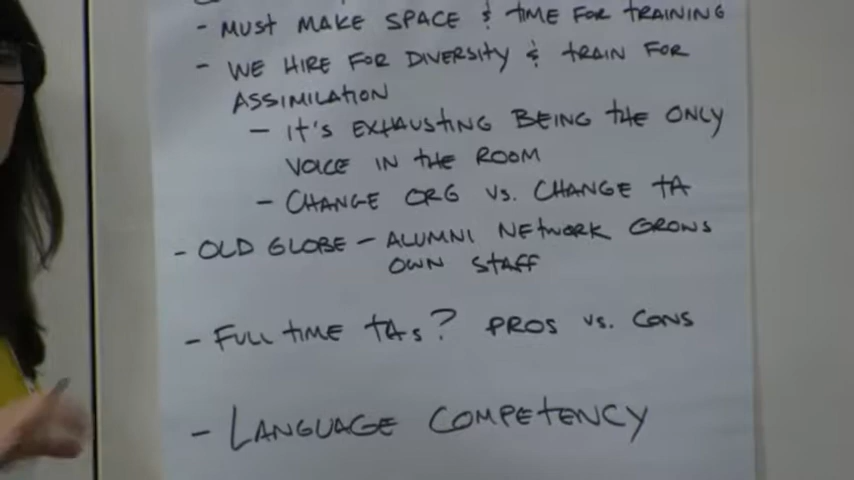 - MUST MAKE SPACE & TIME FOR TRAINING
- WE HIRE FOR DIVERSITY & TRAIN FOR
ASSIMILATION
- IT'S EXHAUSTING BEING THE ONLY
VOICE IN THE ROOM
- CHANGE ORG VS. CHANGE TA
- OLD GLOBE - ALUMNI NETWORK GROWS
OWN STAFF
- FULL TIME TAs? PROS VS. CONS
- LANGUAGE COMPETENCY